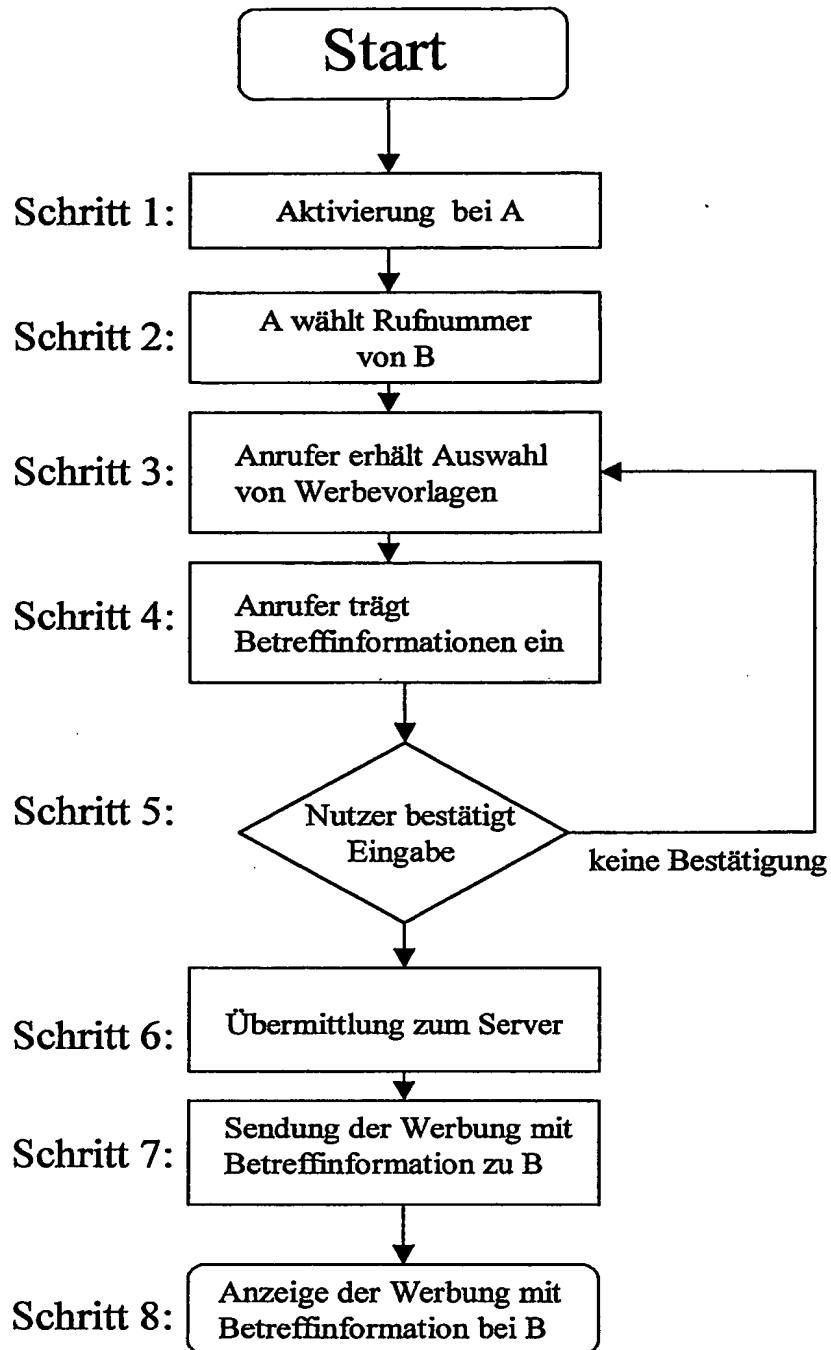 Start
Schritt 1:
Aktivierung bei A
Schritt 2:
A wählt Rufnummer
von B
Schritt 3:
Anrufer erhält Auswahl
von Werbevorlagen
Schritt 4:
Anrufer trägt
Betreffinformationen ein
Schritt 5:
Nutzer bestätigt
Eingabe
keine Bestätigung
Schritt 6:
Übermittlung zum Server
Schritt 7:
Sendung der Werbung mit
Betreffinformation zu B
Schritt 8:
Anzeige der Werbung mit
Betreffinformation bei B